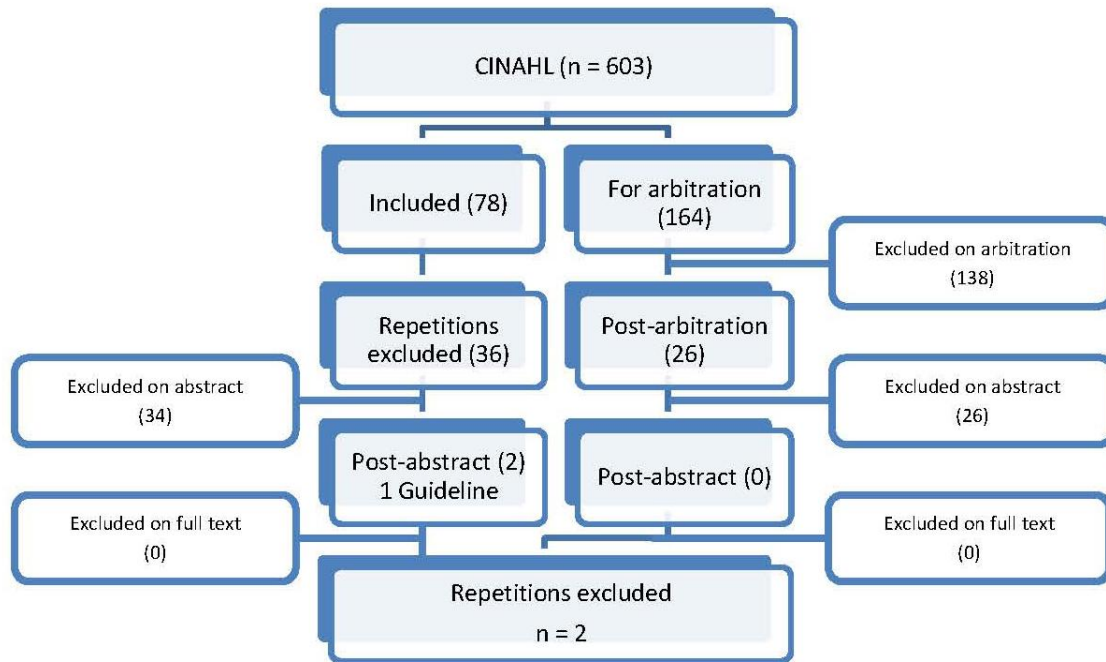 CINAHL (n = 603)
Included (78)
For arbitration
(164)
Excluded on arbitration
(138)
Repetitions
excluded (36)
Post-arbitration
(26)
Excluded on abstract
(34)
Excluded on abstract
(26)
Post-abstract (2)
1 Guideline
Post-abstract (0)
Excluded on full text
(0)
Excluded on full text
(0)
Repetitions excluded
n = 2